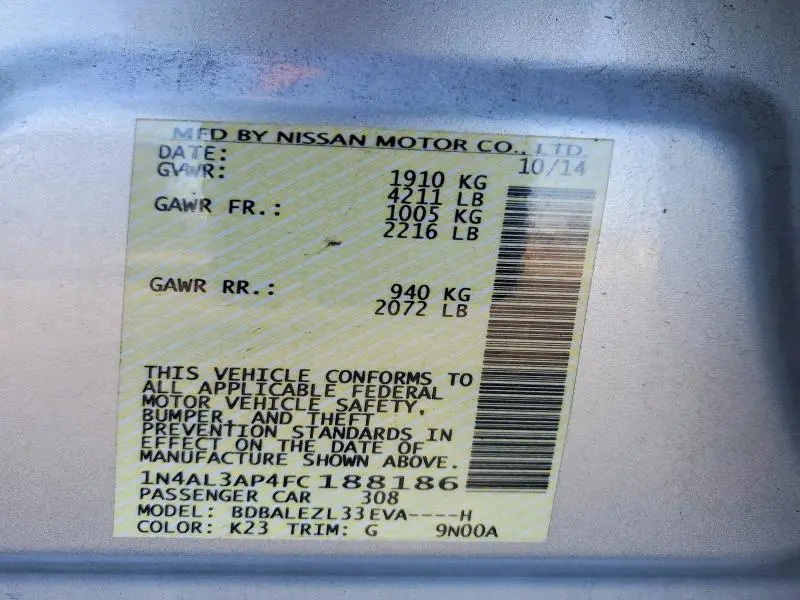 MFD BY NISSAN MOTOR CO., LTD.
DATE: 10/14
GVWR: 1910 KG
4211 LB
GAWR FR.: 1005 KG
2216 LB
GAWR RR.: 940 KG
2072 LB
THIS VEHICLE CONFORMS TO
ALL APPLICABLE FEDERAL
MOTOR VEHICLE SAFETY,
BUMPER, AND THEFT
PREVENTION STANDARDS IN
EFFECT ON THE DATE OF
MANUFACTURE SHOWN ABOVE.
1N4AL3AP4FC188186
PASSENGER CAR 308
MODEL: BDBALEZL33EVA----H
COLOR: K23 TRIM: G 9N00A